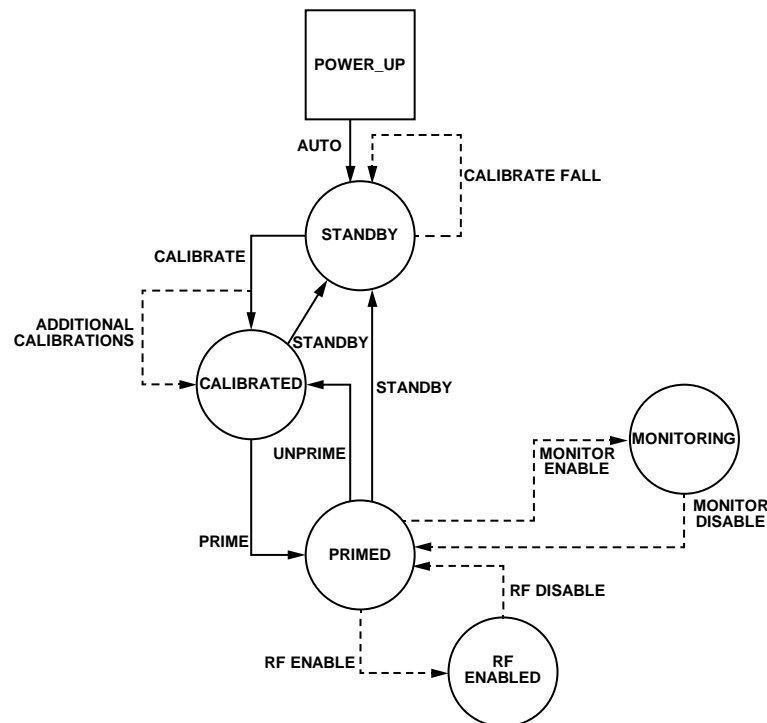 POWER_UP
AUTO
CALIBRATE FALL
STANDBY
CALIBRATE
ADDITIONAL
CALIBRATIONS
STANDBY
CALIBRATED
STANDBY
MONITORING
UNPRIME
MONITOR
ENABLE
MONITOR
DISABLE
PRIME
PRIMED
RF DISABLE
RF ENABLE
RF
ENABLED